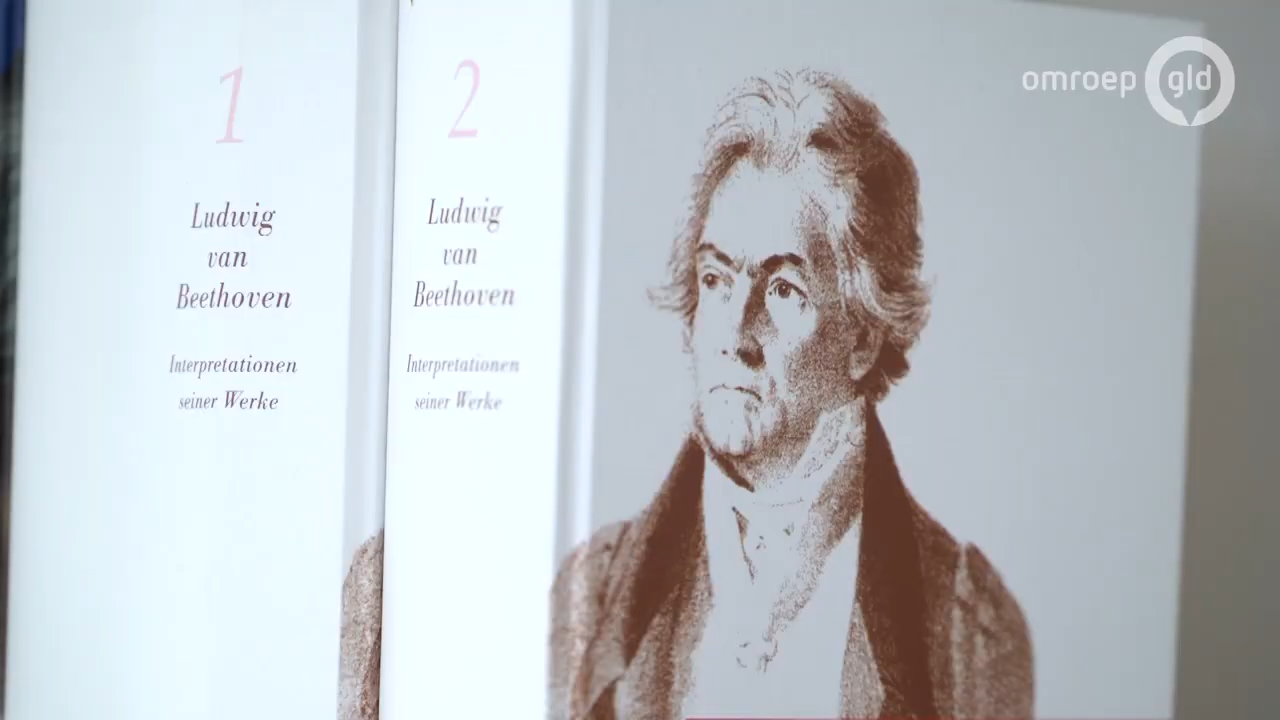 1
Ludwig
van
Beethoven
Interpretationen
seiner Werke
2
Ludwig
van
Beethoven
Interpretationen
seiner Werke
omroep gld